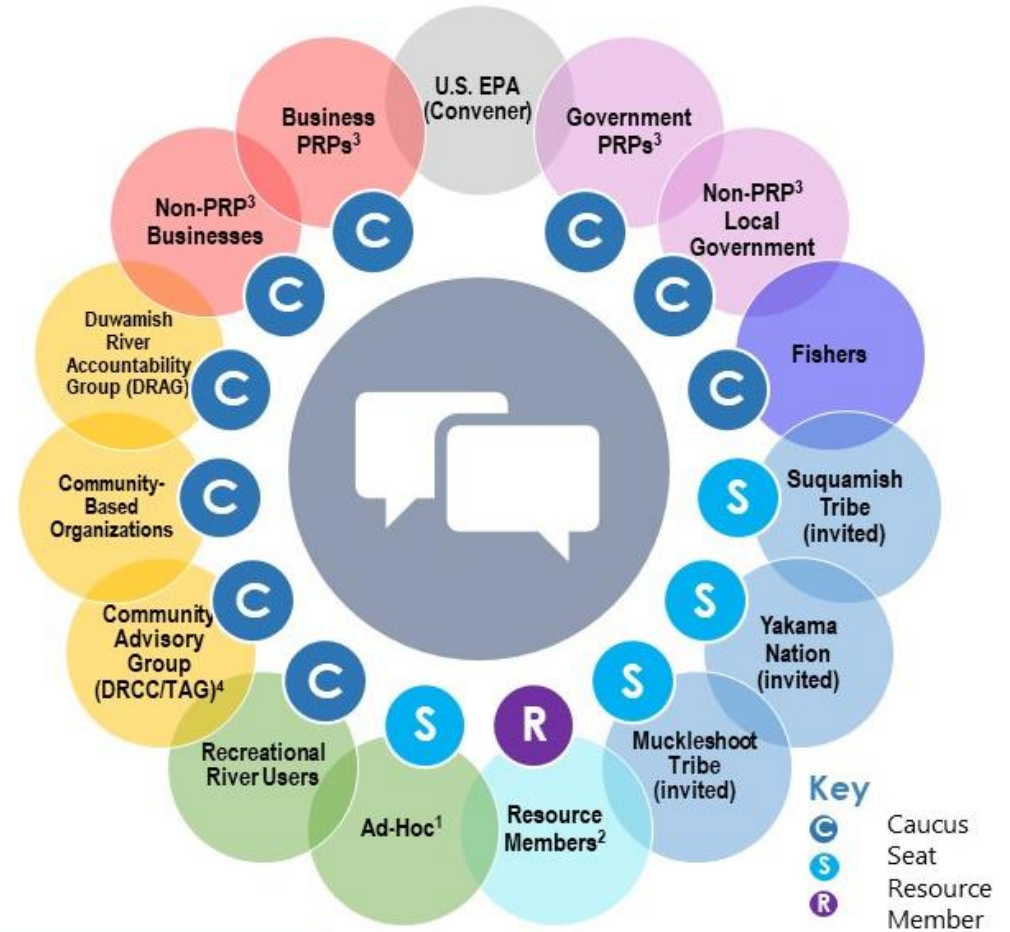 U.S. EPA
(Convener)
Government
PRPs³
C
Non-PRP³
Local
Government
C
Fishers
C
Suquamish
Tribe
(invited)
S
Yakama
Nation
(invited)
S
Muckleshoot
Tribe
(invited)
S
Resource
Members²
R
Ad-Hoc¹
S
Recreational
River Users
C
Community
Advisory
Group
(DRCC/TAG)⁴
C
Community-
Based
Organizations
C
Duwamish
River
Accountability
Group (DRAG)
C
Non-PRP³
Businesses
C
Business
PRPs³
C
Key
C Caucus
S Seat
R Resource
Member